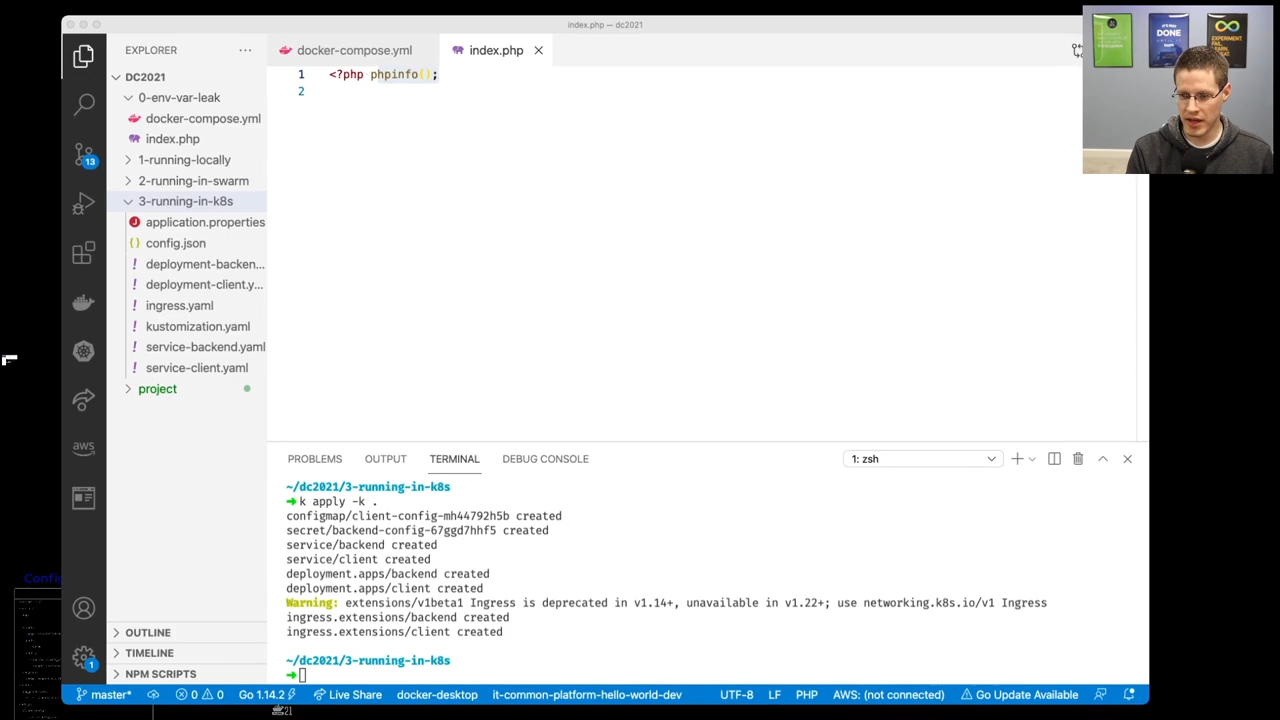 index.php — dc2021
EXPLORER
docker-compose.yml
index.php
DC2021
0-env-var-leak
docker-compose.yml
index.php
1-running-locally
2-running-in-swarm
3-running-in-k8s
application.properties
config.json
deployment-backen...
deployment-client.y...
ingress.yaml
kustomization.yaml
service-backend.yaml
service-client.yaml
project
OUTLINE
TIMELINE
NPM SCRIPTS
13
aws
1
1 <?php phpinfo();
2
PROBLEMS OUTPUT TERMINAL DEBUG CONSOLE
1: zsh
~/dc2021/3-running-in-k8s
➜ k apply -k .
configmap/client-config-mh44792h5b created
secret/backend-config-67ggd7hhf5 created
service/backend created
service/client created
deployment.apps/backend created
deployment.apps/client created
Warning: extensions/v1beta1 Ingress is deprecated in v1.14+, unavailable in v1.22+; use networking.k8s.io/v1 Ingress
ingress.extensions/backend created
ingress.extensions/client created
~/dc2021/3-running-in-k8s
➜
master* 0 0 Go 1.14.2 Live Share docker-desktop it-common-platform-hello-world-dev UTF-8 LF PHP AWS: (not connected) Go Update Available
DONE
EXPERIMENT.
FAIL.